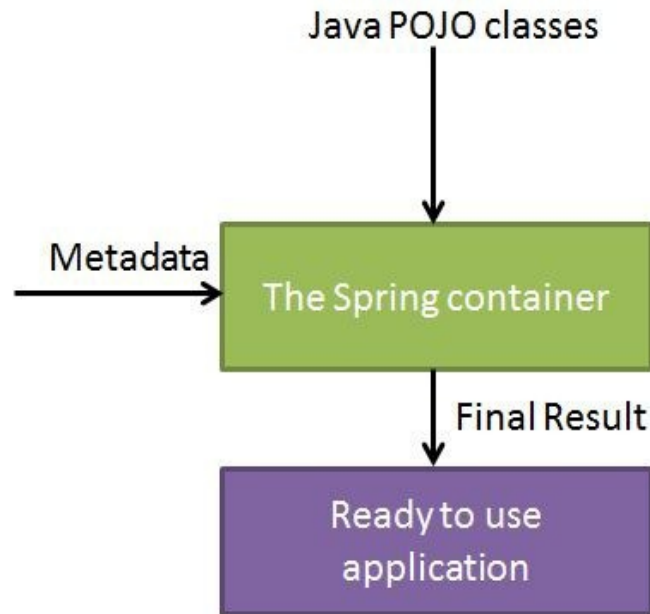 Java POJO classes
Metadata
The Spring container
Final Result
Ready to use
application